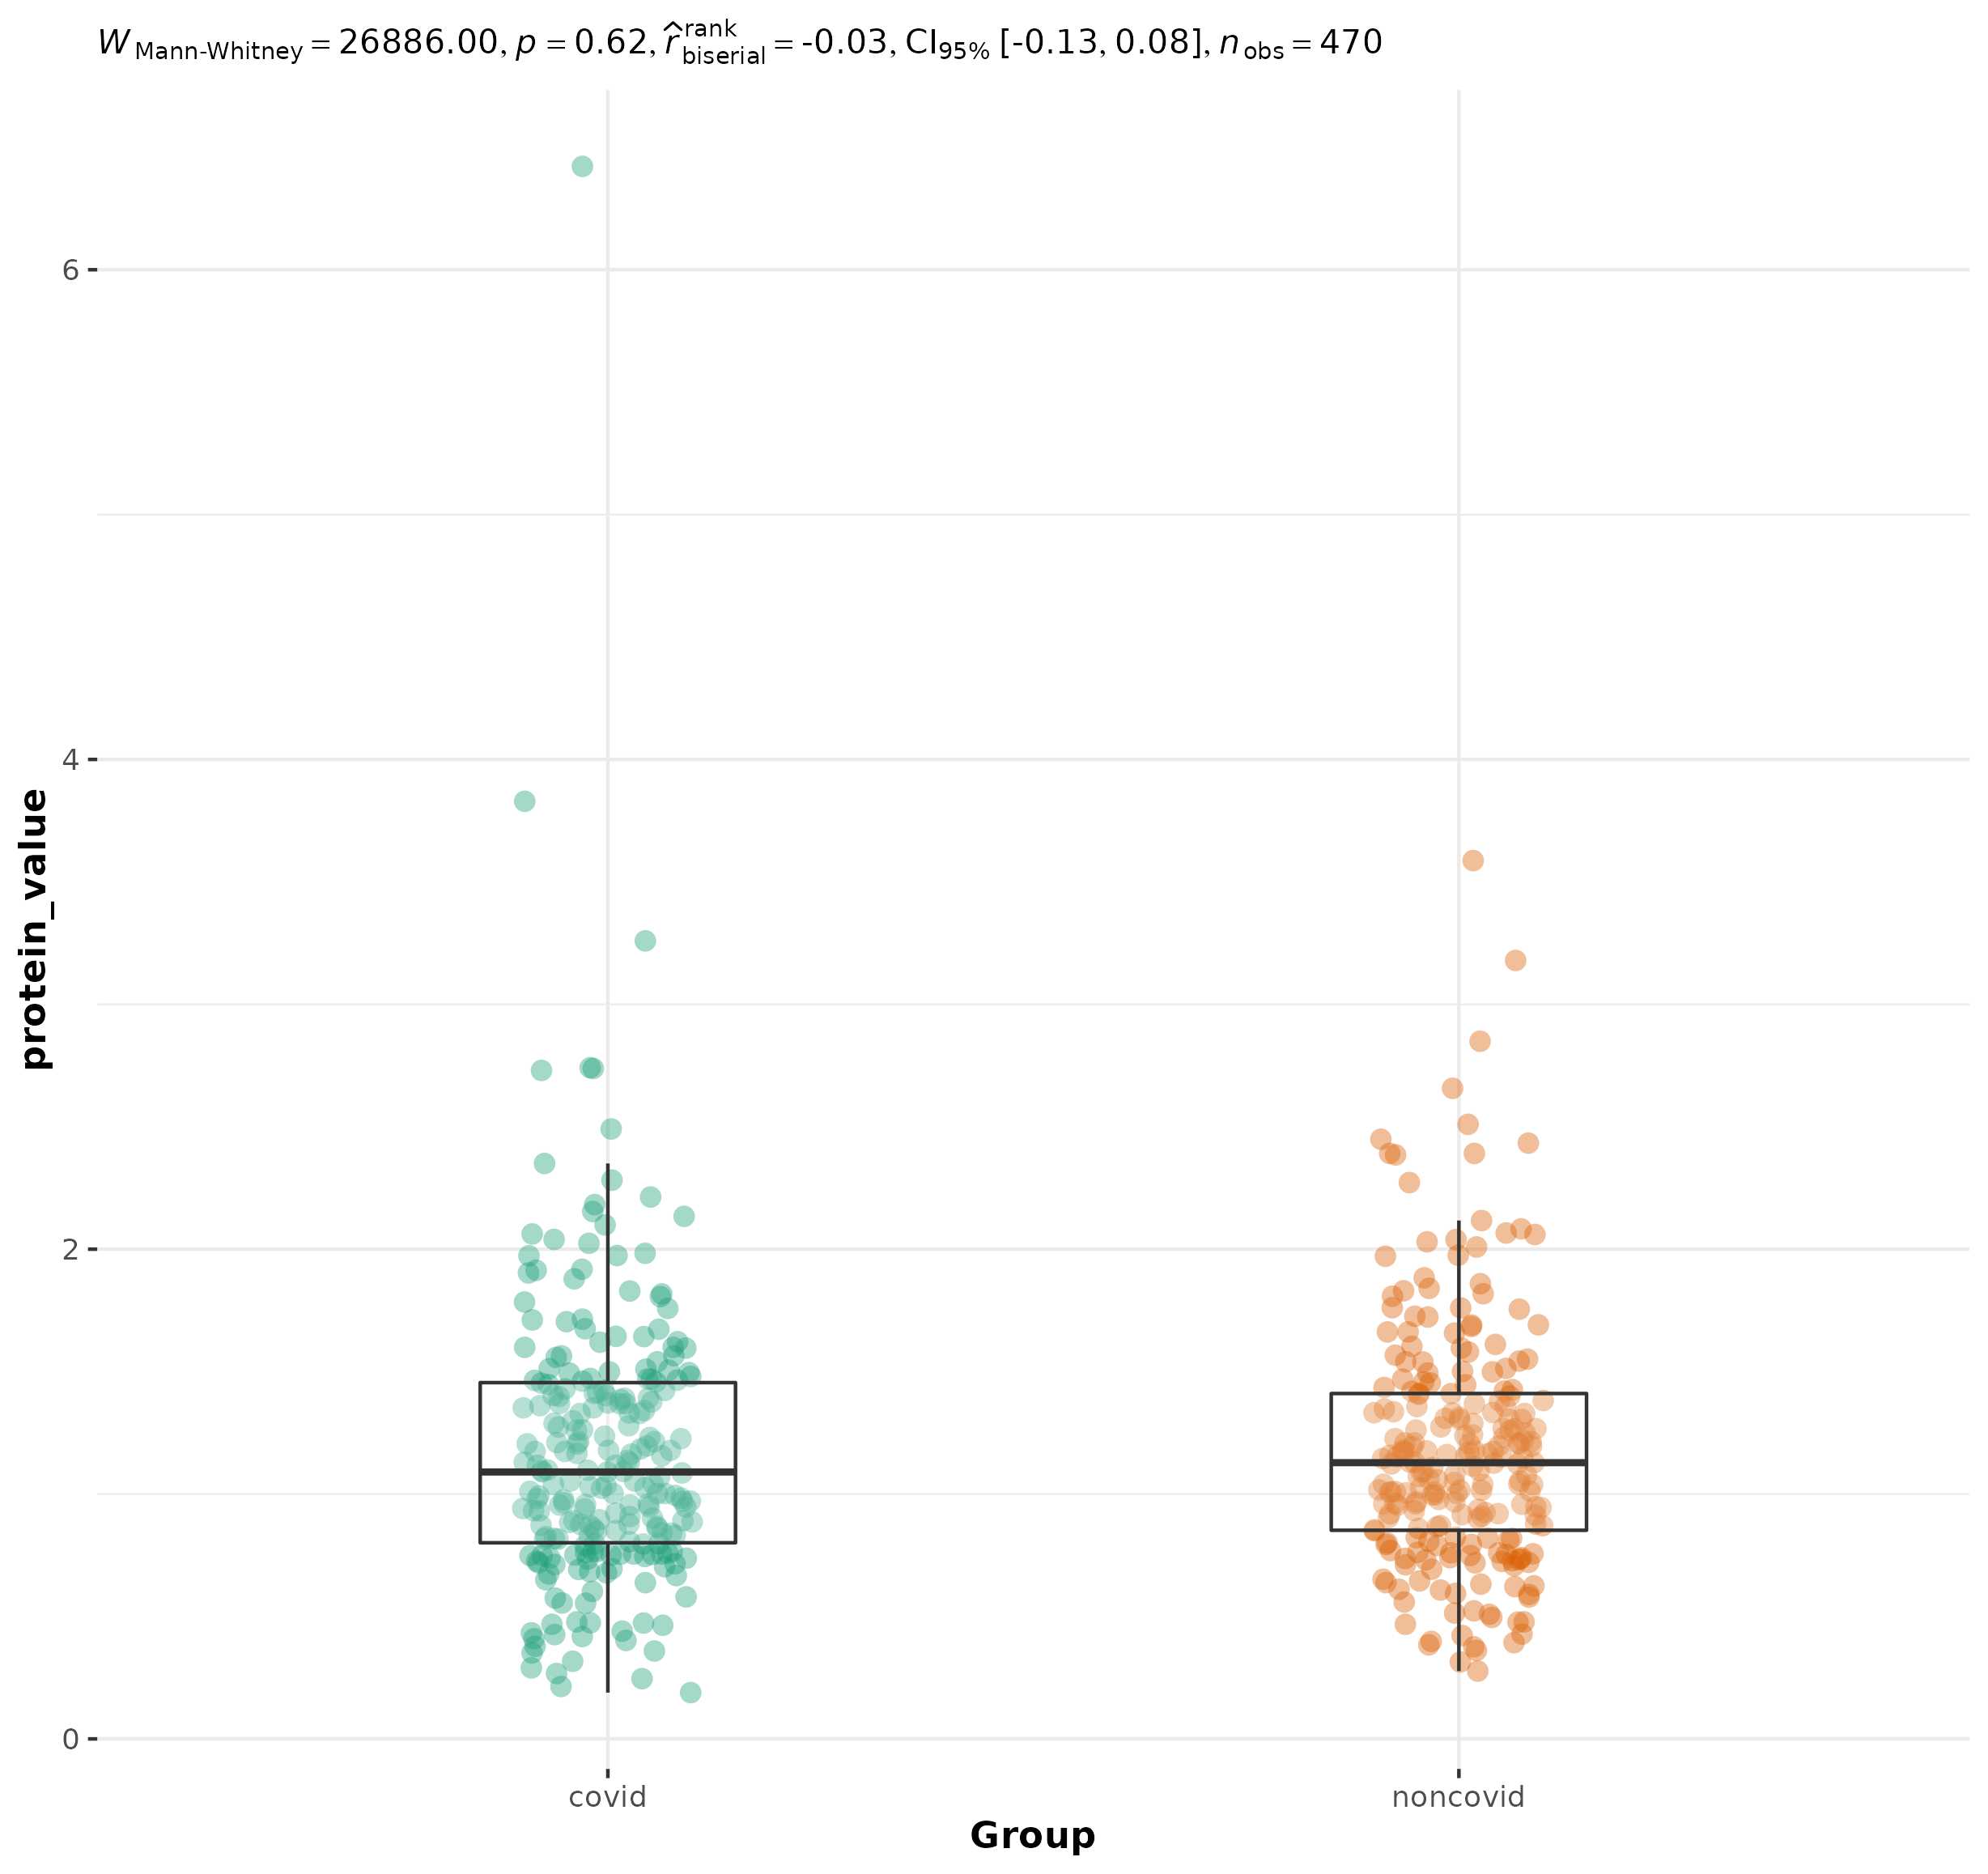 W Mann-Whitney = 26886.00, p = 0.62, r̂ rank biserial = -0.03, CI95% [-0.13, 0.08], n obs = 470
6
4
2
0
protein_value
covid noncovid
Group